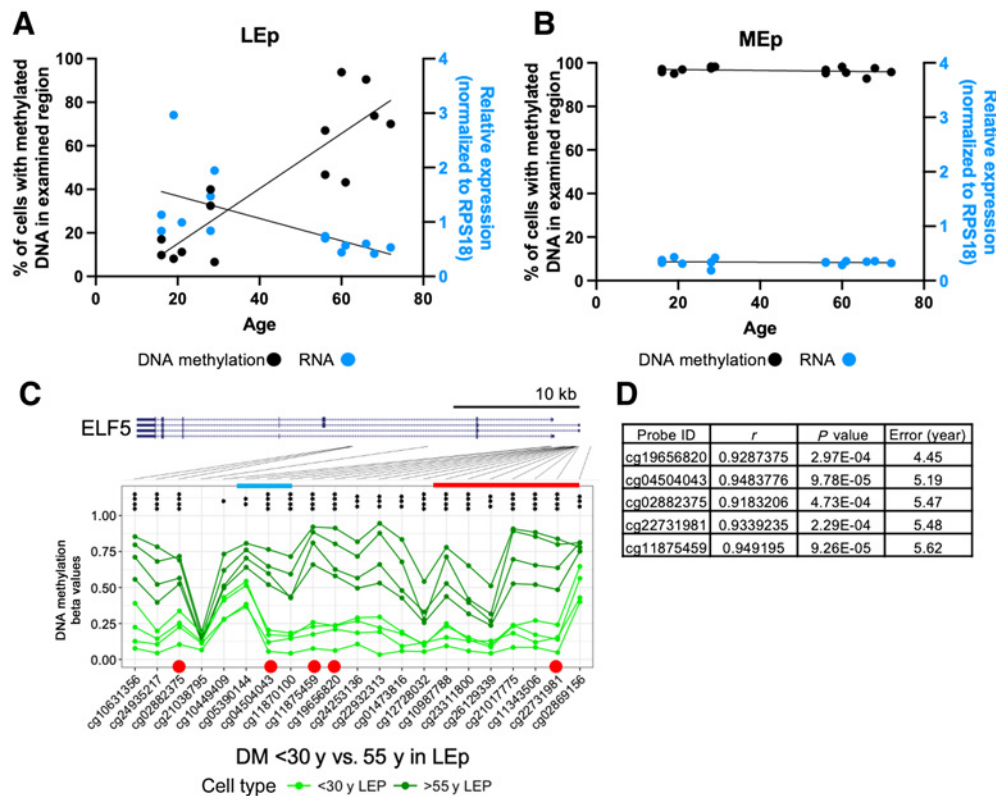 A
LEp
% of cells with methylated
DNA in examined region
100
80
60
40
20
0
4
3
2
1
0
Relative expression
(normalized to RPS18)
0 20 40 60 80
Age
DNA methylation RNA
B
MEp
% of cells with methylated
DNA in examined region
100
80
60
40
20
0
4
3
2
1
0
Relative expression
(normalized to RPS18)
0 20 40 60 80
Age
DNA methylation RNA
C
10 kb
ELF5
DNA methylation
beta values
1.00
0.75
0.50
0.25
0.00
cg10631356
cg24935217
cg02882375
cg21038795
cg10449409
cg05390144
cg04504043
cg11870100
cg11875459
cg19656820
cg24253136
cg22932313
cg01473816
cg12728032
cg10987788
cg23311800
cg26129339
cg21017775
cg11343506
cg22731981
cg02869156
DM <30 y vs. 55 y in LEp
Cell type <30 y LEP >55 y LEP
D
Probe ID r P value Error (year)
cg19656820 0.9287375 2.97E-04 4.45
cg04504043 0.9483776 9.78E-05 5.19
cg02882375 0.9183206 4.73E-04 5.47
cg22731981 0.9339235 2.29E-04 5.48
cg11875459 0.949195 9.26E-05 5.62